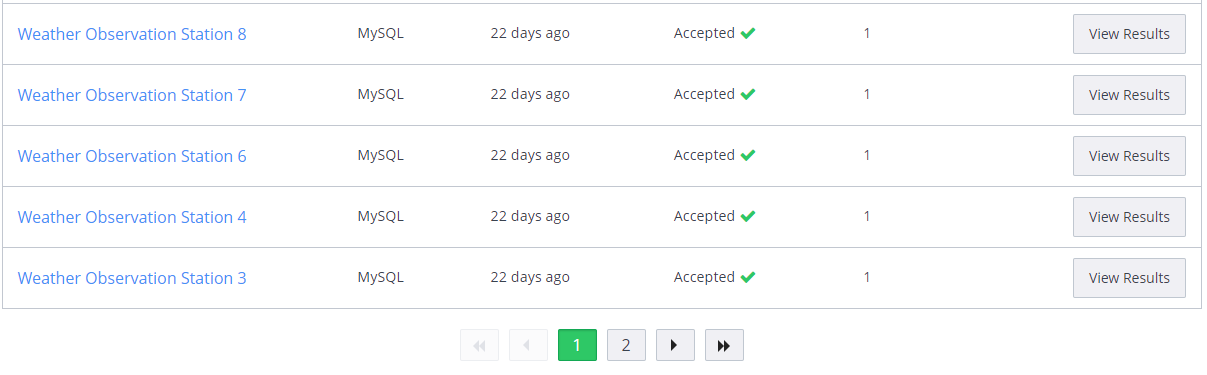 Weather Observation Station 8 MySQL 22 days ago Accepted 1 View Results
Weather Observation Station 7 MySQL 22 days ago Accepted 1 View Results
Weather Observation Station 6 MySQL 22 days ago Accepted 1 View Results
Weather Observation Station 4 MySQL 22 days ago Accepted 1 View Results
Weather Observation Station 3 MySQL 22 days ago Accepted 1 View Results
1 2